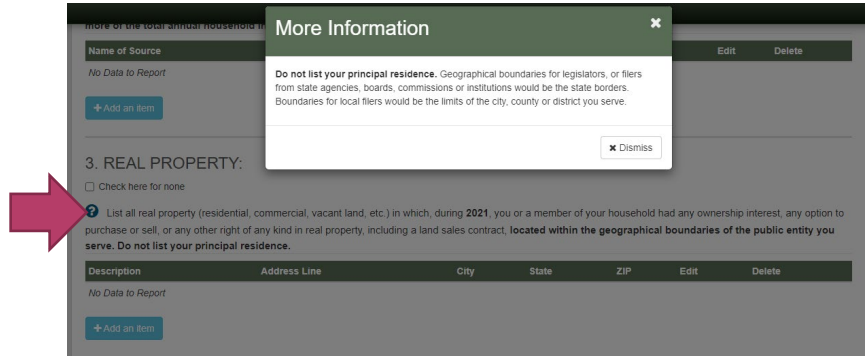 more of the total annual household in
More Information
✖
Name of Source Edit Delete
No Data to Report
Do not list your principal residence. Geographical boundaries for legislators, or filers
from state agencies, boards, commissions or institutions would be the state borders.
Boundaries for local filers would be the limits of the city, county or district you serve.
+ Add an item
✖ Dismiss
3. REAL PROPERTY:
Check here for none
? List all real property (residential, commercial, vacant land, etc.) in which, during 2021, you or a member of your household had any ownership interest, any option to
purchase or sell, or any other right of any kind in real property, including a land sales contract, located within the geographical boundaries of the public entity you
serve. Do not list your principal residence.
Description Address Line City State ZIP Edit Delete
No Data to Report
+ Add an item